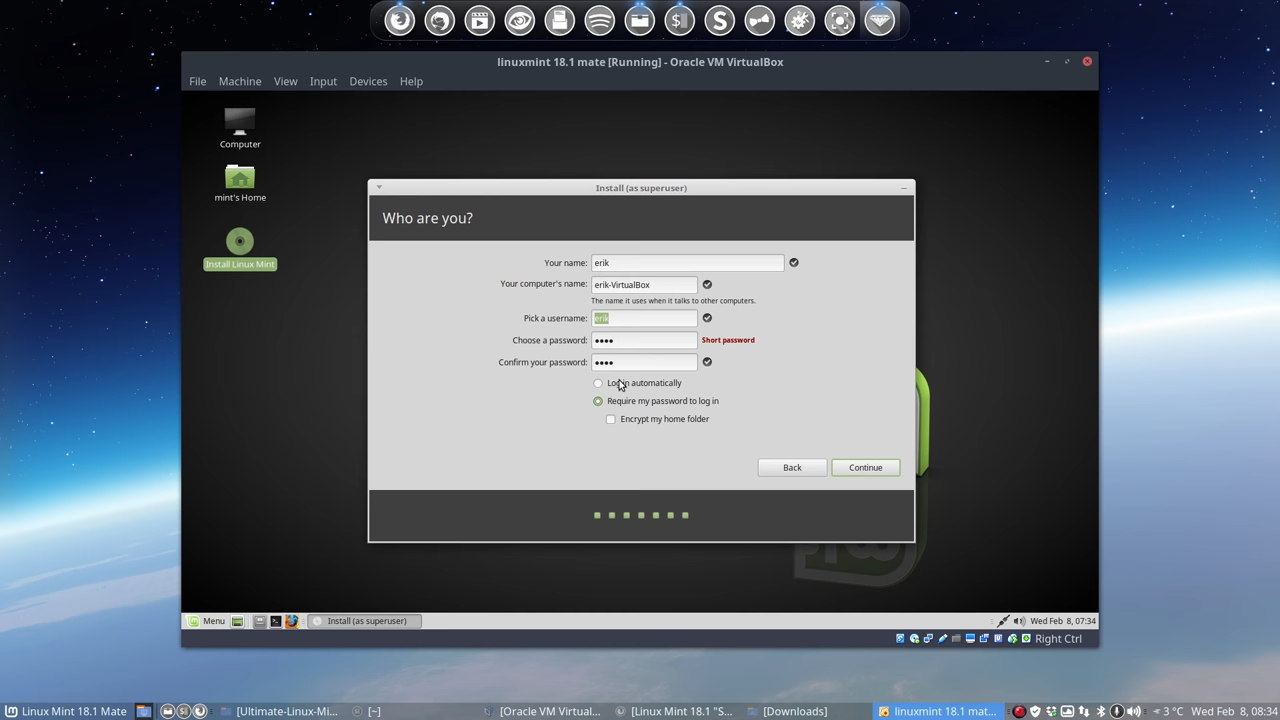 linuxmint 18.1 mate [Running] - Oracle VM VirtualBox
File Machine View Input Devices Help
Computer
mint's Home
Install Linux Mint
Install (as superuser)
Who are you?
Your name: erik
Your computer's name: erik-VirtualBox
The name it uses when it talks to other computers.
Pick a username: erik
Choose a password: •••• Short password
Confirm your password: ••••
Log in automatically
Require my password to log in
Encrypt my home folder
Back Continue
Menu Install (as superuser) Wed Feb 8, 07:34
Right Ctrl
Linux Mint 18.1 Mate [Ultimate-Linux-Mi... [~] [Oracle VM Virtual... [Linux Mint 18.1 "S... [Downloads] linuxmint 18.1 mat... 3 °C Wed Feb 8, 08:34